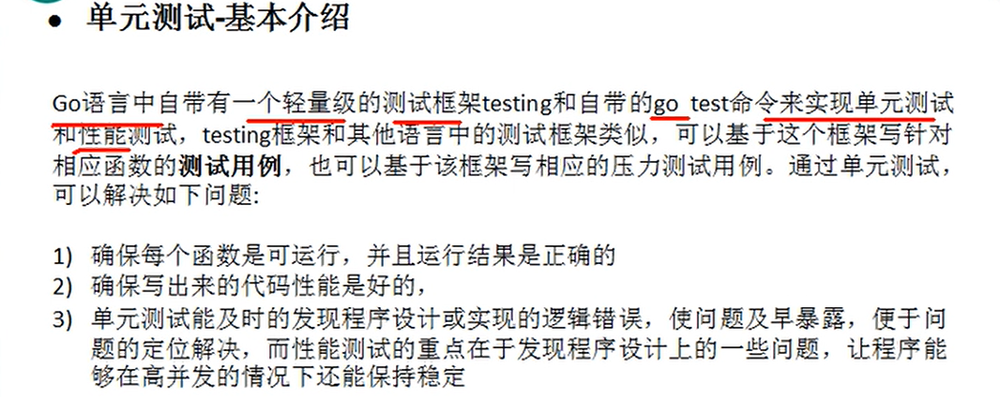 ● 单元测试-基本介绍
Go语言中自带有一个轻量级的测试框架testing和自带的go test命令来实现单元测试
和性能测试，testing框架和其他语言中的测试框架类似，可以基于这个框架写针对
相应函数的测试用例，也可以基于该框架写相应的压力测试用例。通过单元测试，
可以解决如下问题:
1) 确保每个函数是可运行，并且运行结果是正确的
2) 确保写出来的代码性能是好的，
3) 单元测试能及时的发现程序设计或实现的逻辑错误，使问题及早暴露，便于问
题的定位解决，而性能测试的重点在于发现程序设计上的一些问题，让程序能
够在高并发的情况下还能保持稳定